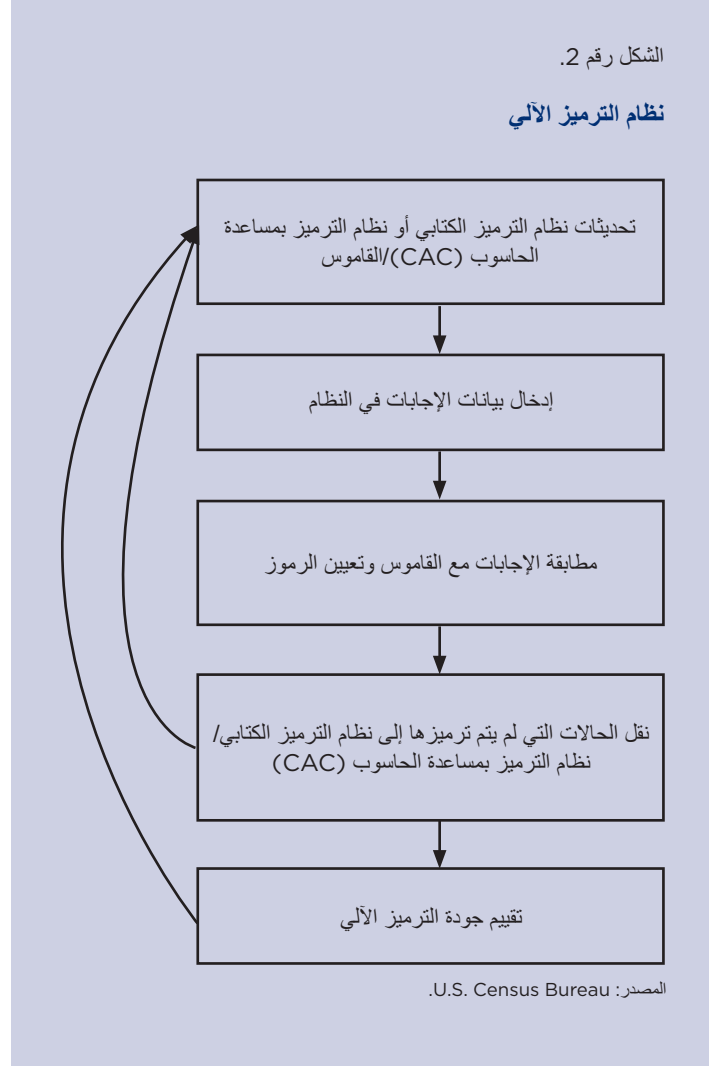 الشكل رقم 2.
نظام الترميز الآلي
تحديثات نظام الترميز الكتابي أو نظام الترميز بمساعدة
الحاسوب (CAC)/القاموس
إدخال بيانات الإجابات في النظام
مطابقة الإجابات مع القاموس وتعيين الرموز
نقل الحالات التي لم يتم ترميزها إلى نظام الترميز الكتابي/
نظام الترميز بمساعدة الحاسوب (CAC)
تقييم جودة الترميز الآلي
المصدر: U.S. Census Bureau.